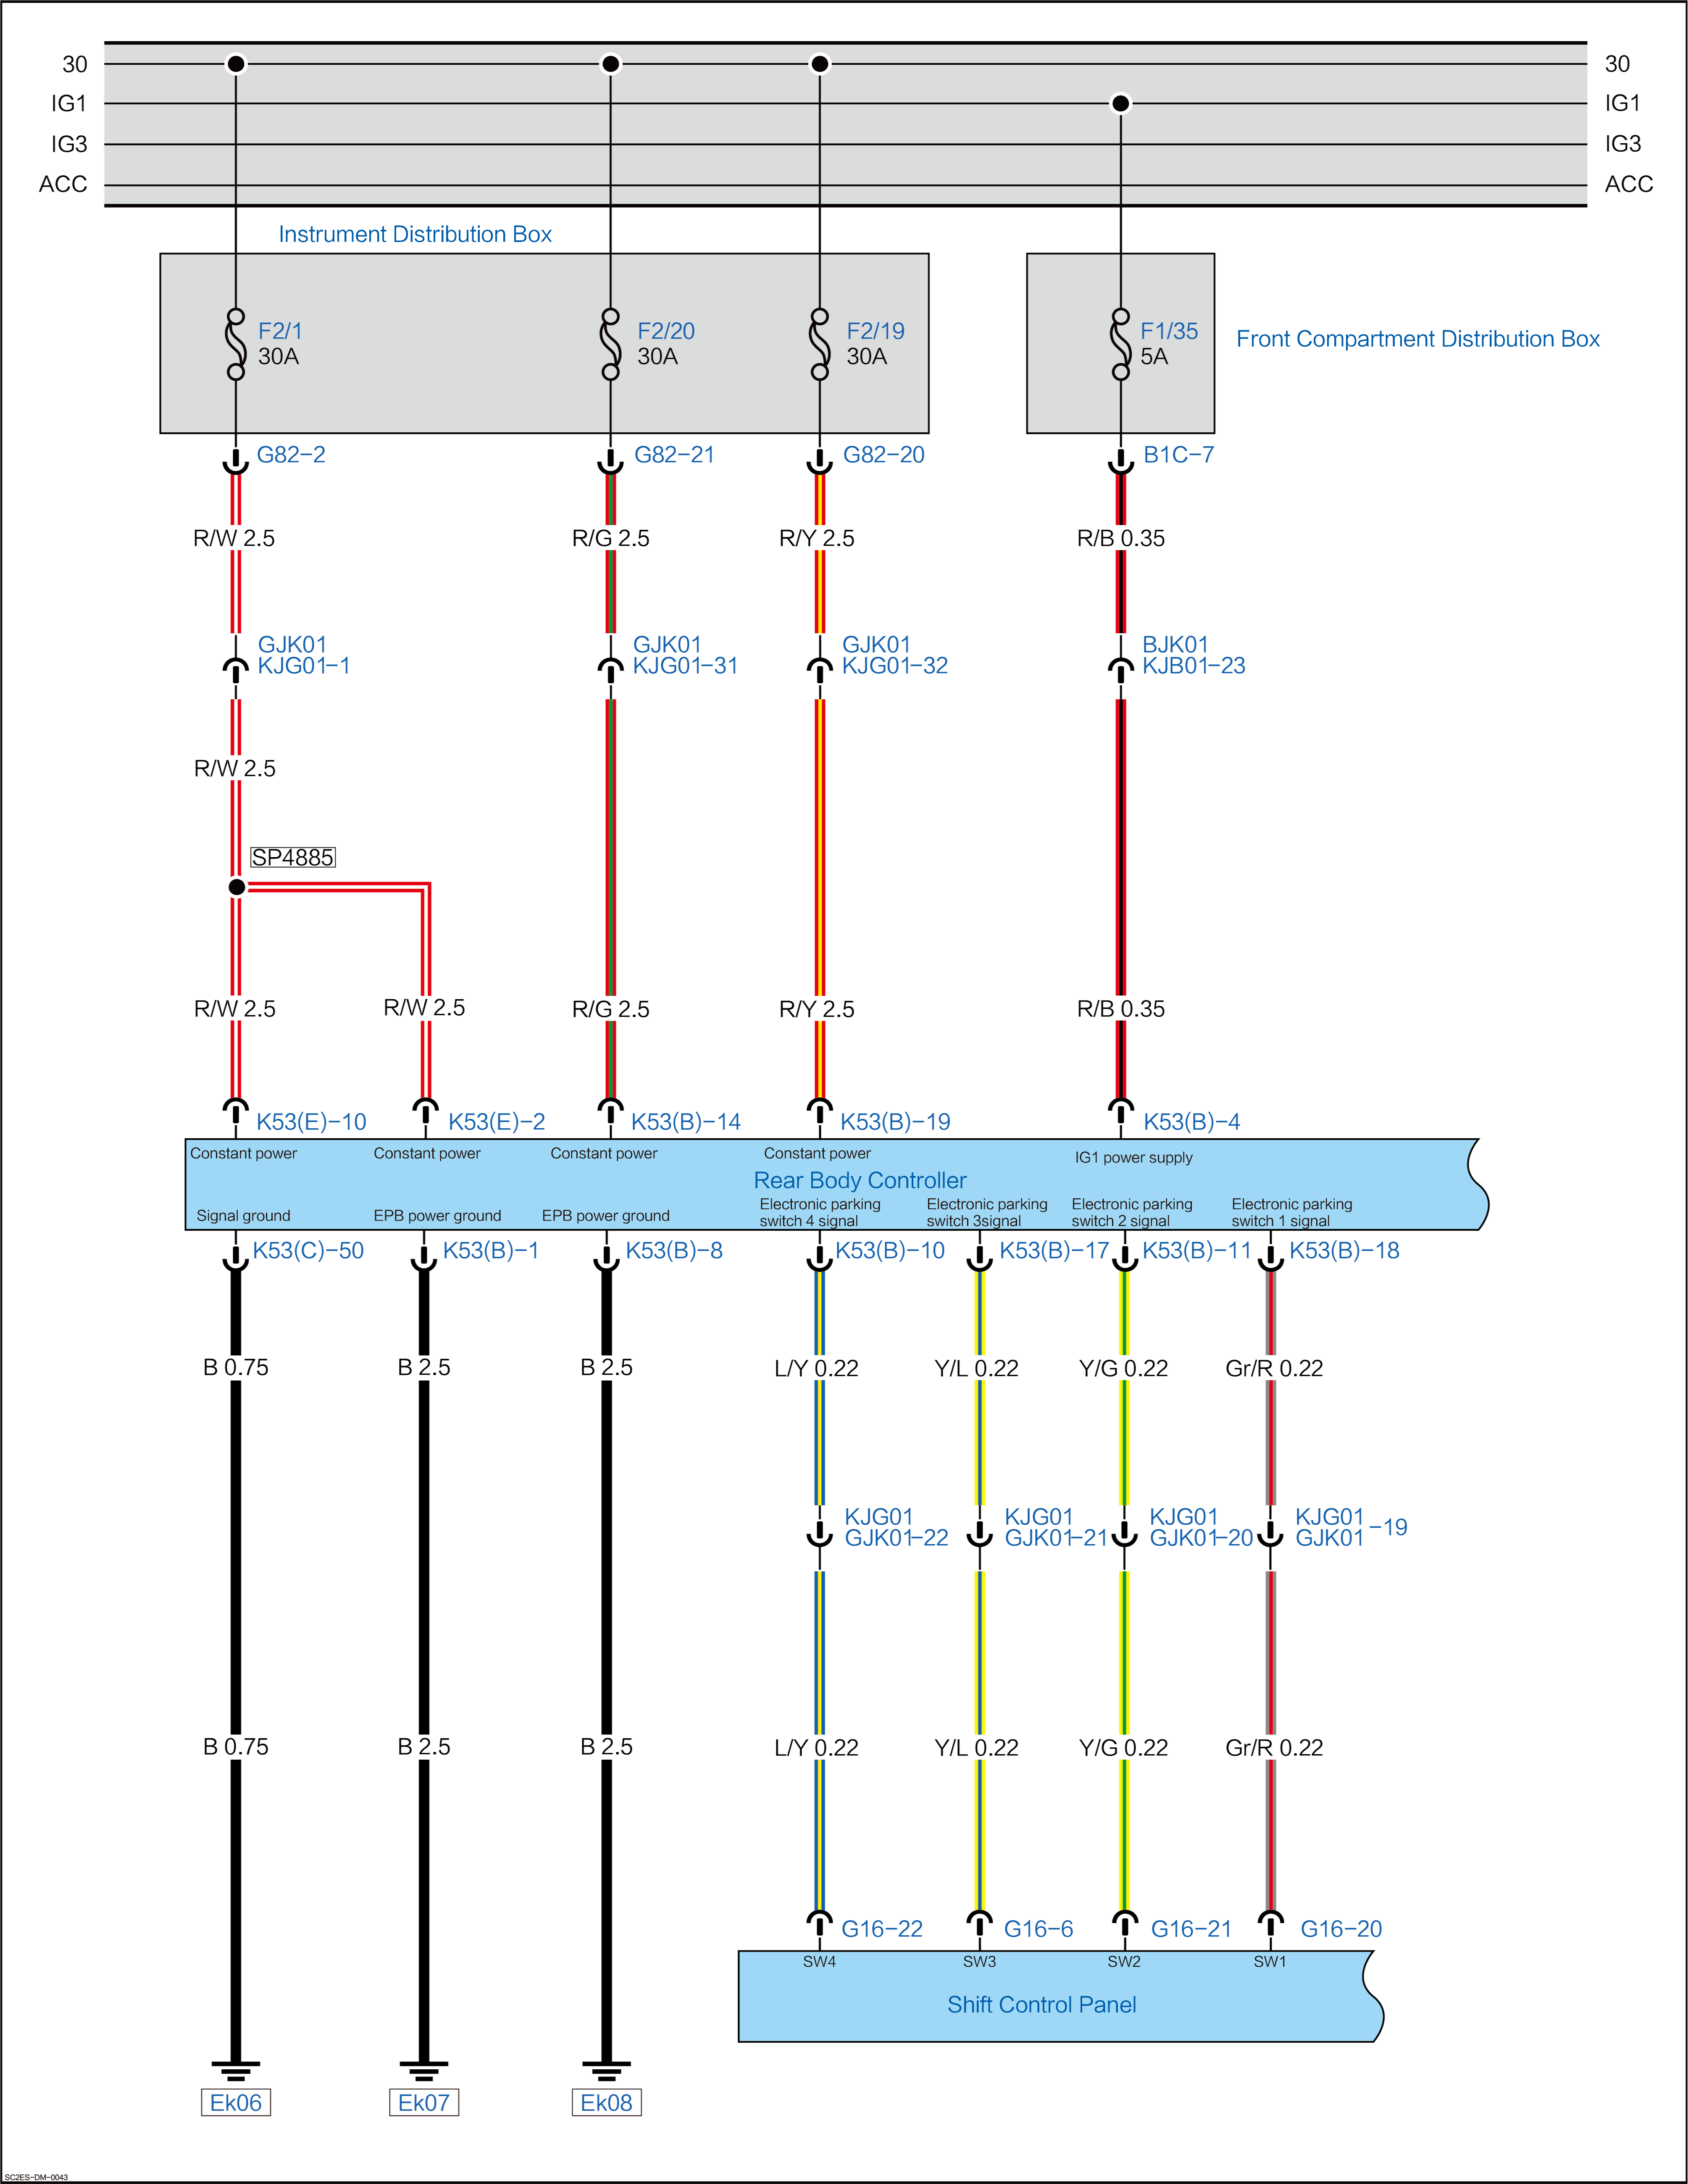 30 30
IG1 IG1
IG3 IG3
ACC ACC
Instrument Distribution Box
F2/1 F2/20 F2/19 F1/35
30A 30A 30A 5A
Front Compartment Distribution Box
G82-2 G82-21 G82-20 B1C-7
R/W 2.5 R/G 2.5 R/Y 2.5 R/B 0.35
GJK01 GJK01 GJK01 BJK01
KJG01-1 KJG01-31 KJG01-32 KJB01-23
R/W 2.5
SP4885
R/W 2.5 R/W 2.5 R/G 2.5 R/Y 2.5 R/B 0.35
K53(E)-10 K53(E)-2 K53(B)-14 K53(B)-19 K53(B)-4
Constant power Constant power Constant power Constant power IG1 power supply
Rear Body Controller
Electronic parking Electronic parking Electronic parking Electronic parking
Signal ground EPB power ground EPB power ground switch 4 signal switch 3signal switch 2 signal switch 1 signal
K53(C)-50 K53(B)-1 K53(B)-8 K53(B)-10 K53(B)-17 K53(B)-11 K53(B)-18
B 0.75 B 2.5 B 2.5 L/Y 0.22 Y/L 0.22 Y/G 0.22 Gr/R 0.22
KJG01 KJG01 KJG01 KJG01
GJK01-22 GJK01-21 GJK01-20 GJK01 -19
B 0.75 B 2.5 B 2.5 L/Y 0.22 Y/L 0.22 Y/G 0.22 Gr/R 0.22
G16-22 G16-6 G16-21 G16-20
SW4 SW3 SW2 SW1
Shift Control Panel
Ek06 Ek07 Ek08
SC2ES-DM-0043